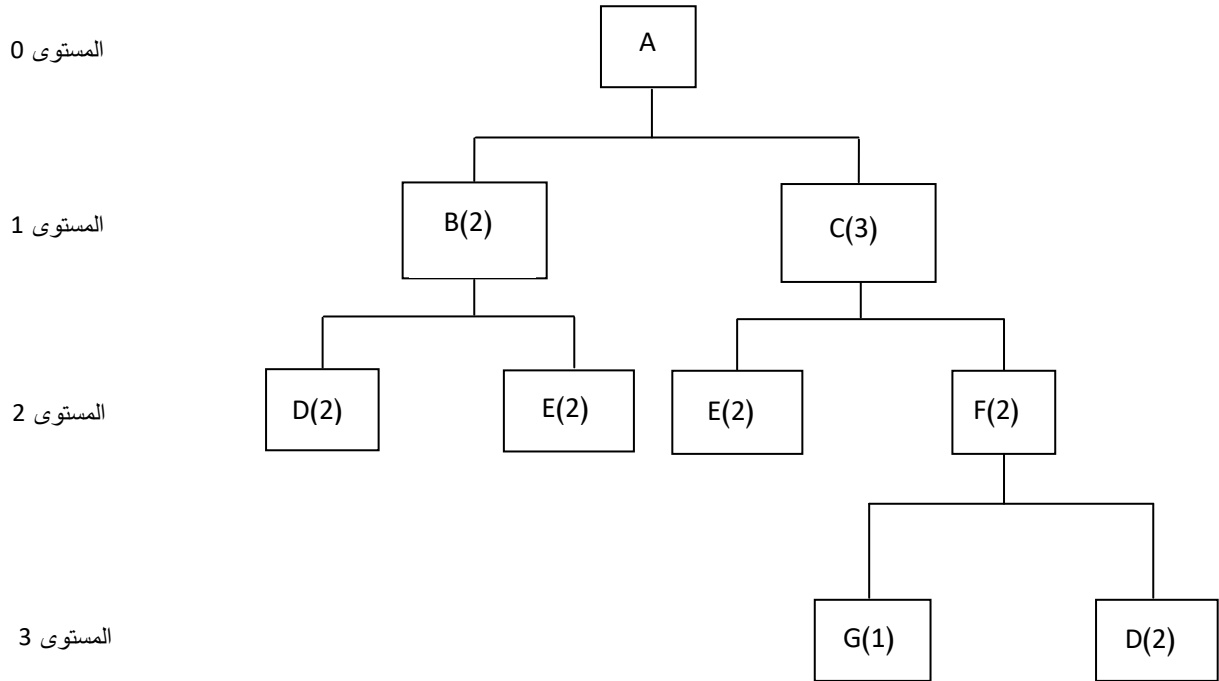 المستوى 0
A
المستوى 1
B(2)
C(3)
المستوى 2
D(2)
E(2)
E(2)
F(2)
المستوى 3
G(1)
D(2)